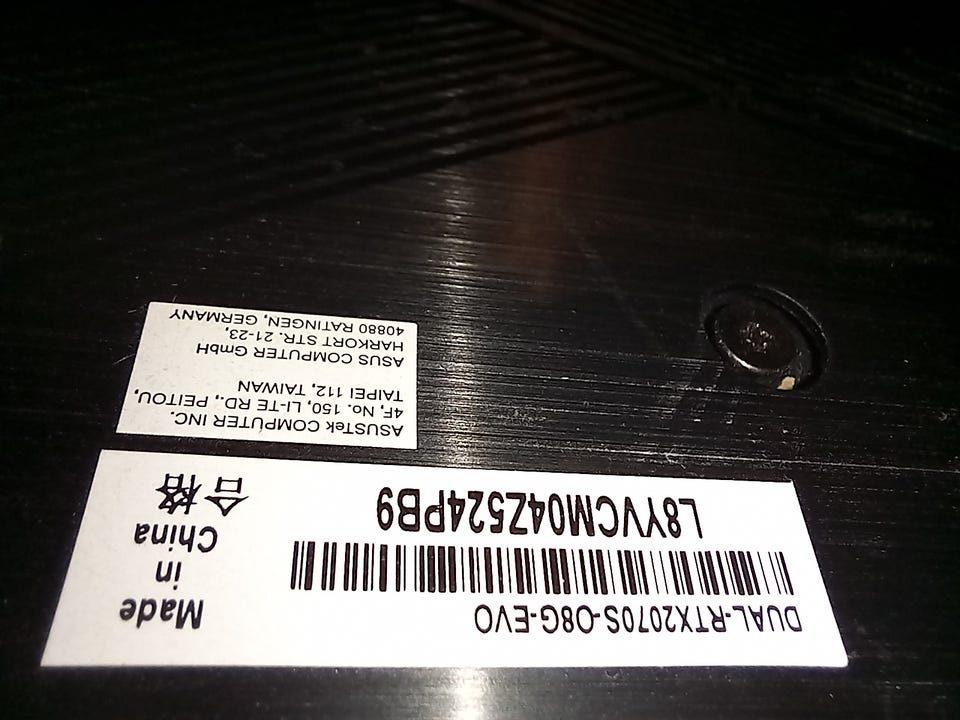 DUAL-RTX2070S-O8G-EVO
L8YVCM04Z524PB9
Made
in
China
合格
ASUSTek COMPUTER INC.
4F, No. 150, LI-TE RD., PEITOU,
TAIPEI 112, TAIWAN
ASUS COMPUTER GmbH
HARKORT STR. 21-23,
40880 RATINGEN, GERMANY